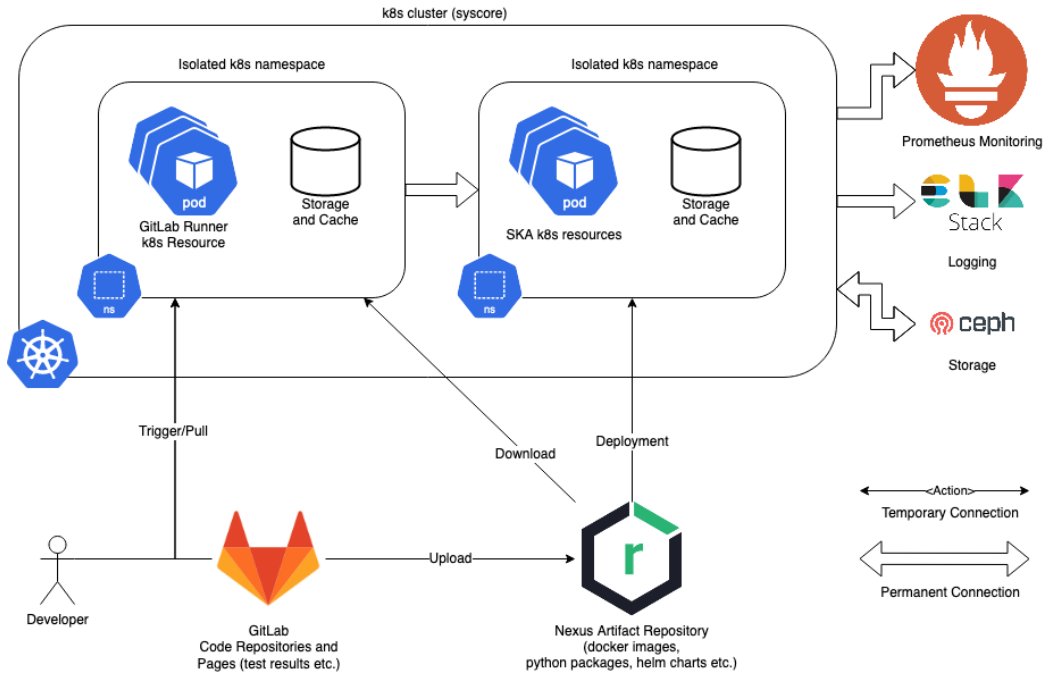 k8s cluster (syscore)
Isolated k8s namespace
Isolated k8s namespace
pod
GitLab Runner
k8s Resource
Storage
and Cache
ns
pod
SKA k8s resources
Storage
and Cache
ns
Prometheus Monitoring
ELK
Stack
Logging
ceph
Storage
Trigger/Pull
Download
Deployment
<Action>
Temporary Connection
Permanent Connection
Developer
Upload
r
GitLab
Code Repositories and
Pages (test results etc.)
Nexus Artifact Repository
(docker images,
python packages, helm charts etc.)